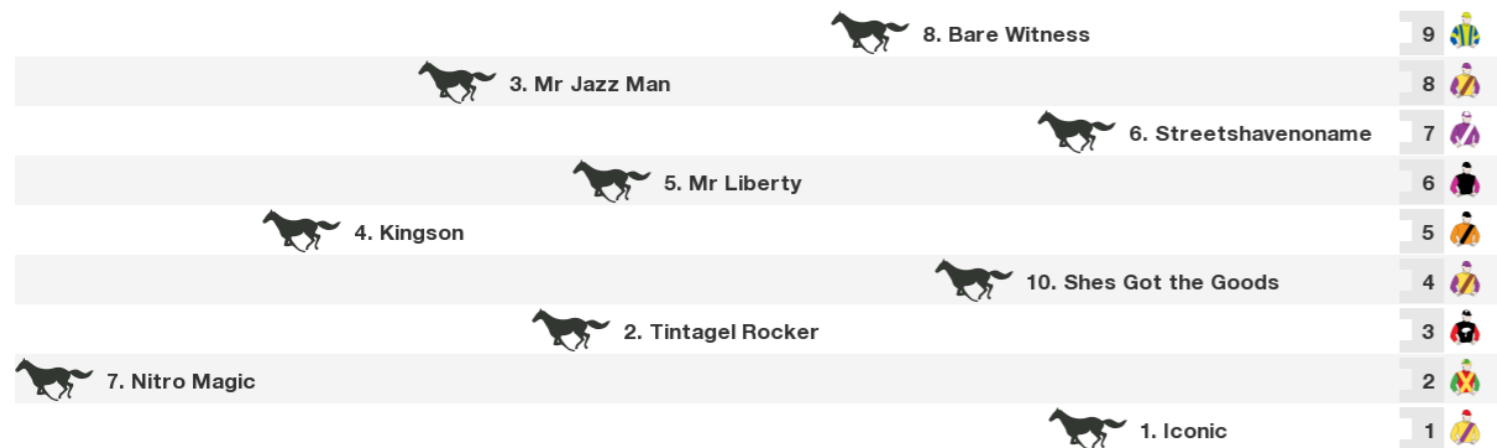 8. Bare Witness 9
3. Mr Jazz Man 8
6. Streetshavenoname 7
5. Mr Liberty 6
4. Kingson 5
10. Shes Got the Goods 4
2. Tintagel Rocker 3
7. Nitro Magic 2
1. Iconic 1